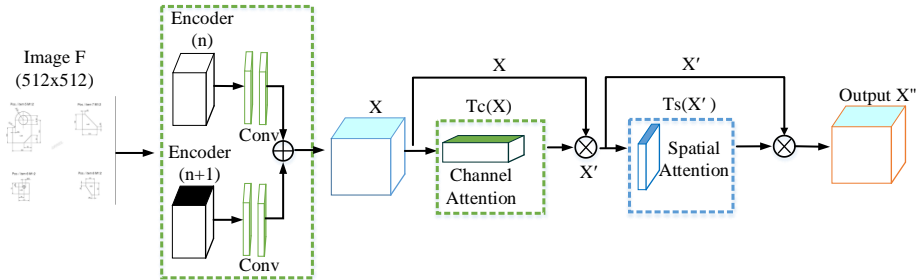 Image F
(512x512)
Encoder
(n)
Conv
Encoder
(n+1)
Conv
X
X
Tc(X)
Channel
Attention
X′
X′
Ts(X′)
Spatial
Attention
Output X"